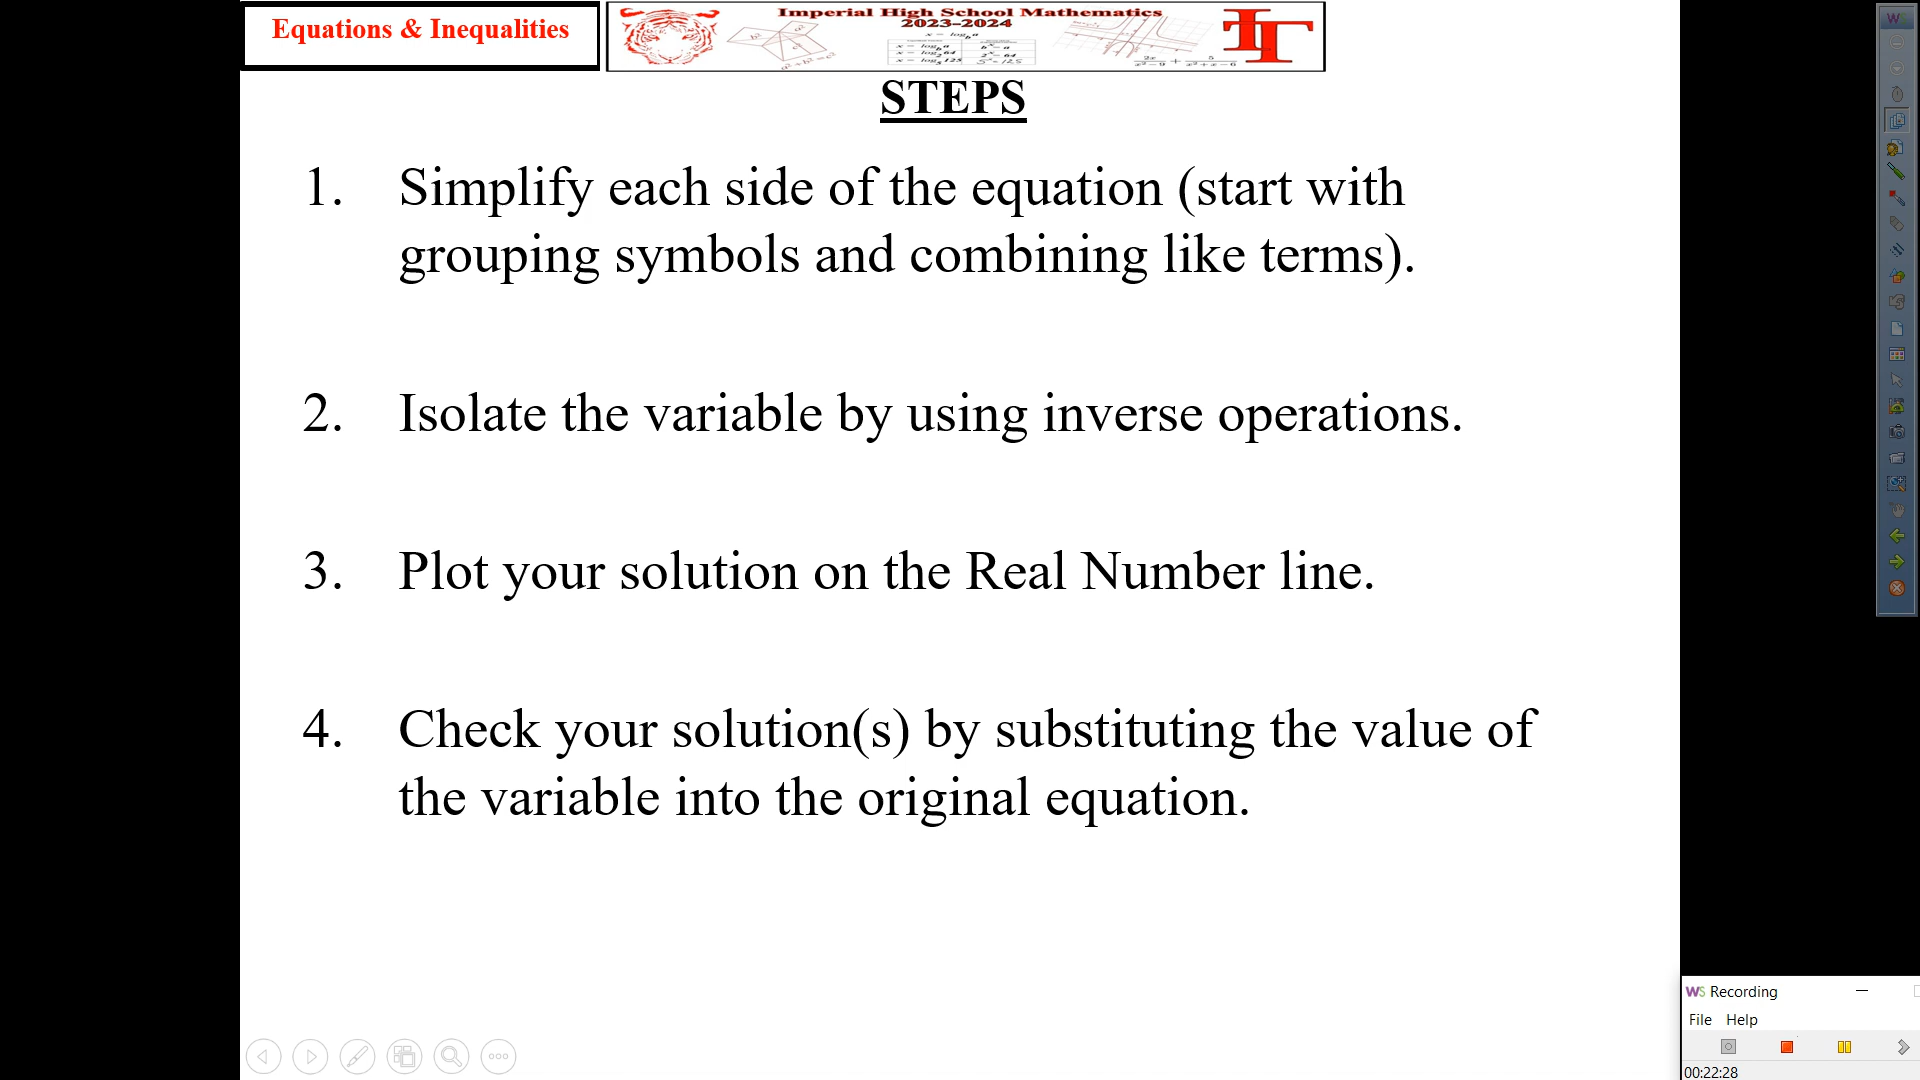 Equations & Inequalities
Imperial High School Mathematics
2023-2024
STEPS
1. Simplify each side of the equation (start with
grouping symbols and combining like terms).
2. Isolate the variable by using inverse operations.
3. Plot your solution on the Real Number line.
4. Check your solution(s) by substituting the value of
the variable into the original equation.
WS Recording
File Help
00:22:28